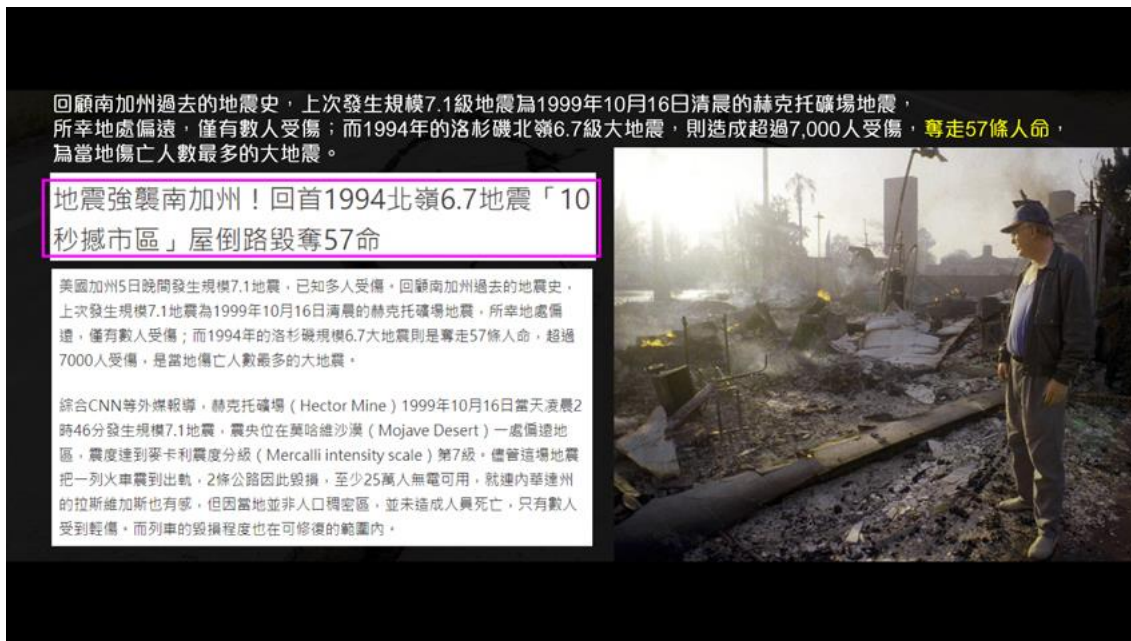 回顧南加州過去的地震史，上次發生規模7.1級地震為1999年10月16日清晨的赫克托礦場地震，
所幸地處偏遠，僅有數人受傷；而1994年的洛杉磯北嶺6.7級大地震，則造成超過7,000人受傷，奪走57條人命，
為當地傷亡人數最多的大地震。
地震強襲南加州！回首1994北嶺6.7地震「10
秒撼市區」屋倒路毀奪57命
美國加州5日晚間發生規模7.1地震，已知多人受傷。回顧南加州過去的地震史，
上次發生規模7.1地震為1999年10月16日清晨的赫克托礦場地震，所幸地處偏
遠，僅有數人受傷；而1994年的洛杉磯規模6.7大地震則是奪走57條人命，超過
7000人受傷，是當地傷亡人數最多的大地震。
綜合CNN等外媒報導，赫克托礦場（Hector Mine）1999年10月16日當天凌晨2
時46分發生規模7.1地震，震央位在莫哈維沙漠（Mojave Desert）一處偏遠地
區，震度達到麥卡利震度分級（Mercalli intensity scale）第7級。儘管這場地震
把一列火車震到出軌，2條公路因此毀損，至少25萬人無電可用，就連內華達州
的拉斯維加斯也有感，但因當地並非人口稠密區，並未造成人員死亡，只有數人
受到輕傷。而列車的毀損程度也在可修復的範圍內。